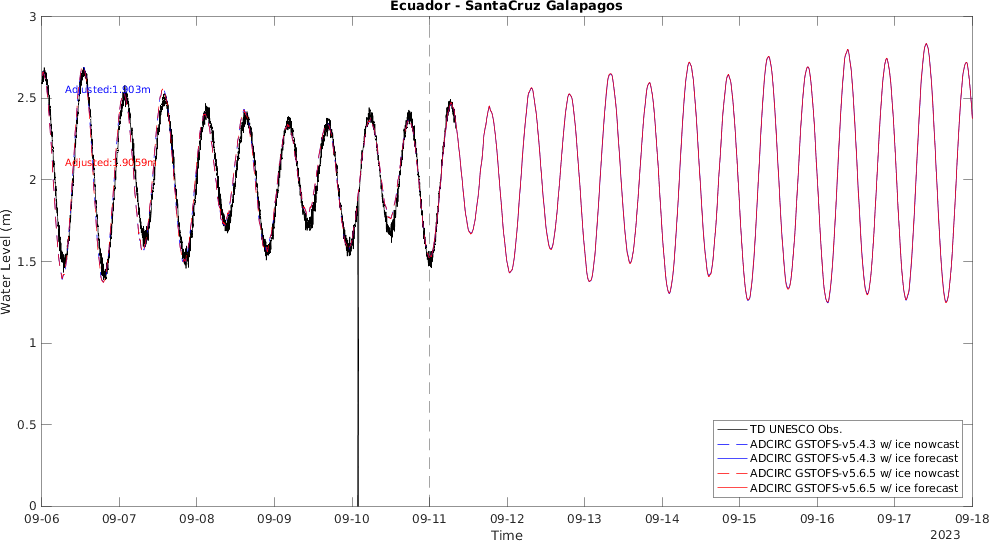 Ecuador - SantaCruz Galapagos
3
2.5
2
1.5
1
0.5
0
Water Level (m)
Adjusted:1.903m
Adjusted:1.9059m
TD UNESCO Obs.
ADCIRC GSTOFS-v5.4.3 w/ ice nowcast
ADCIRC GSTOFS-v5.4.3 w/ ice forecast
ADCIRC GSTOFS-v5.6.5 w/ ice nowcast
ADCIRC GSTOFS-v5.6.5 w/ ice forecast
09-06 09-07 09-08 09-09 09-10 09-11 09-12 09-13 09-14 09-15 09-16 09-17 09-18
Time
2023